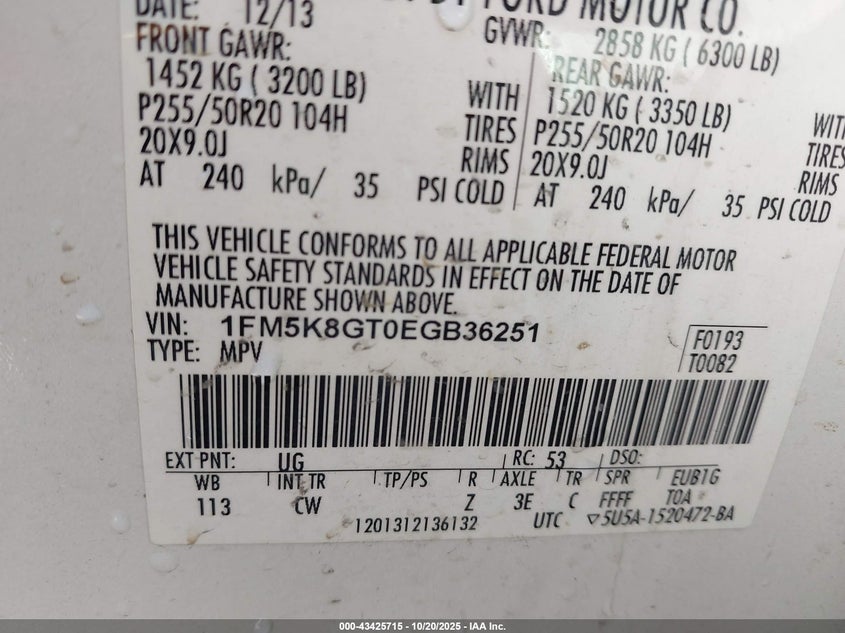 DATE: 12/13 BY FORD MOTOR CO.
FRONT GAWR: GVWR: 2858 KG ( 6300 LB)
1452 KG ( 3200 LB) WITH REAR GAWR:
P255/50R20 104H TIRES 1520 KG ( 3350 LB) WITH
20X9.0J RIMS P255/50R20 104H TIRES
AT 240 kPa/ 35 PSI COLD 20X9.0J RIMS
AT 240 kPa/ 35 PSI COLD
THIS VEHICLE CONFORMS TO ALL APPLICABLE FEDERAL MOTOR
VEHICLE SAFETY STANDARDS IN EFFECT ON THE DATE OF
MANUFACTURE SHOWN ABOVE.
VIN: 1FM5K8GT0EGB36251
TYPE: MPV
F0193
T0082
EXT PNT: UG RC: 53 DSO:
WB INT TR TP/PS R AXLE TR SPR EUB1G
113 CW Z 3E C FFFF TOA
1201312136132 UTC 5U5A-1520472-BA
000-43425715 - 10/20/2025 - IAA Inc.